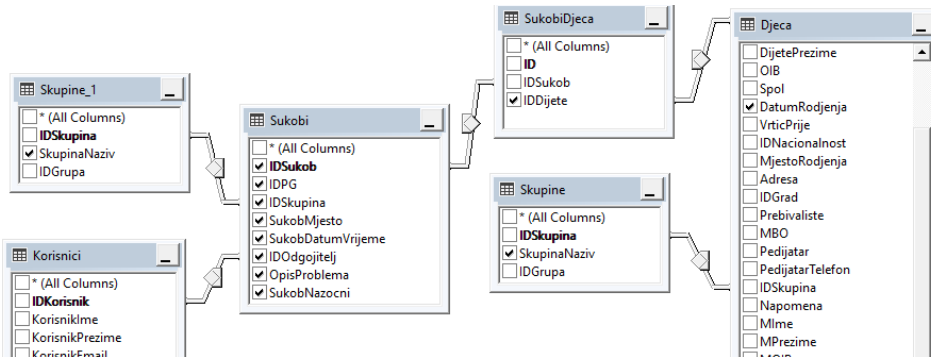 Skupine_1
* (All Columns)
IDSkupina
SkupinaNaziv
IDGrupa
Korisnici
* (All Columns)
IDKorisnik
KorisnikIme
KorisnikPrezime
KorisnikEmail
Sukobi
* (All Columns)
IDSukob
IDPG
IDSkupina
SukobMjesto
SukobDatumVrijeme
IDOdgojitelj
OpisProblema
SukobNazocni
SukobiDjeca
* (All Columns)
ID
IDSukob
IDDijete
Skupine
* (All Columns)
IDSkupina
SkupinaNaziv
IDGrupa
Djeca
DijetePrezime
OIB
Spol
DatumRodjenja
VrticPrije
IDNacionalnost
MjestoRodjenja
Adresa
IDGrad
Prebivaliste
MBO
Pedijatar
PedijatarTelefon
IDSkupina
Napomena
MIme
MPrezime